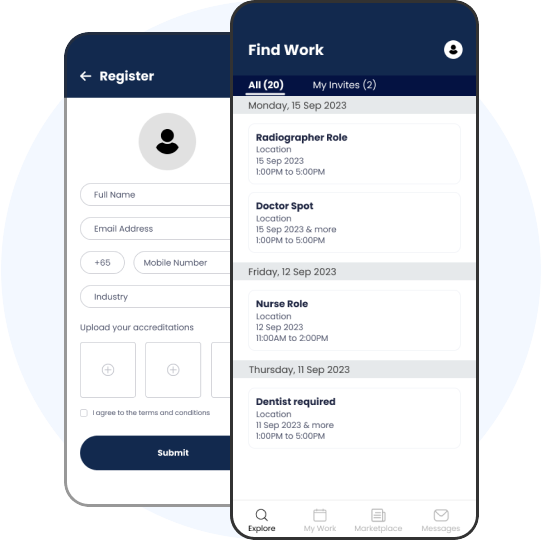 Register
Full Name
Email Address
+65
Mobile Number
Industry
Upload your accreditations
I agree to the terms and conditions
Submit
Find Work
All (20)
My Invites (2)
Monday, 15 Sep 2023
Radiographer Role
Location
15 Sep 2023
1:00PM to 5:00PM
Doctor Spot
Location
15 Sep 2023 & more
1:00PM to 5:00PM
Friday, 12 Sep 2023
Nurse Role
Location
12 Sep 2023
11:00AM to 2:00PM
Thursday, 11 Sep 2023
Dentist required
Location
11 Sep 2023 & more
1:00PM to 5:00PM
Explore
My Work
Marketplace
Messages